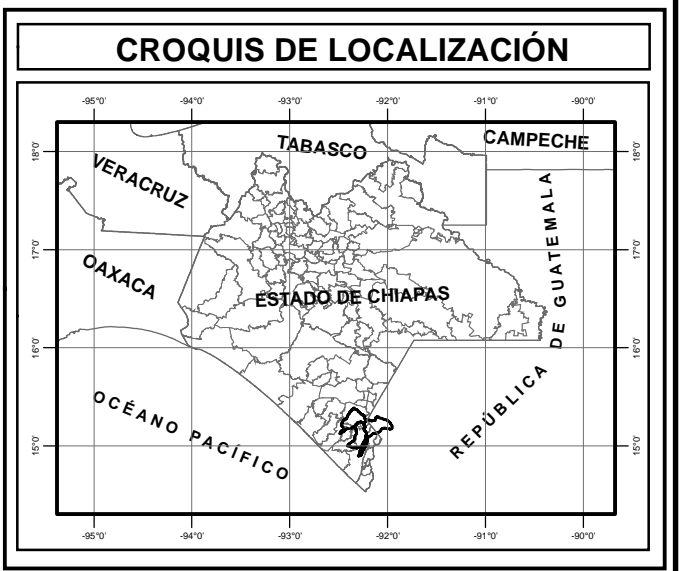 CROQUIS DE LOCALIZACIÓN
-95°0' -94°0' -93°0' -92°0' -91°0' -90°0'
18°0' 18°0'
TABASCO
CAMPECHE
VERACRUZ
17°0' 17°0'
OAXACA
ESTADO DE CHIAPAS
REPÚBLICA DE GUATEMALA
16°0' 16°0'
OCÉANO PACÍFICO
15°0' 15°0'
-95°0' -94°0' -93°0' -92°0' -91°0' -90°0'